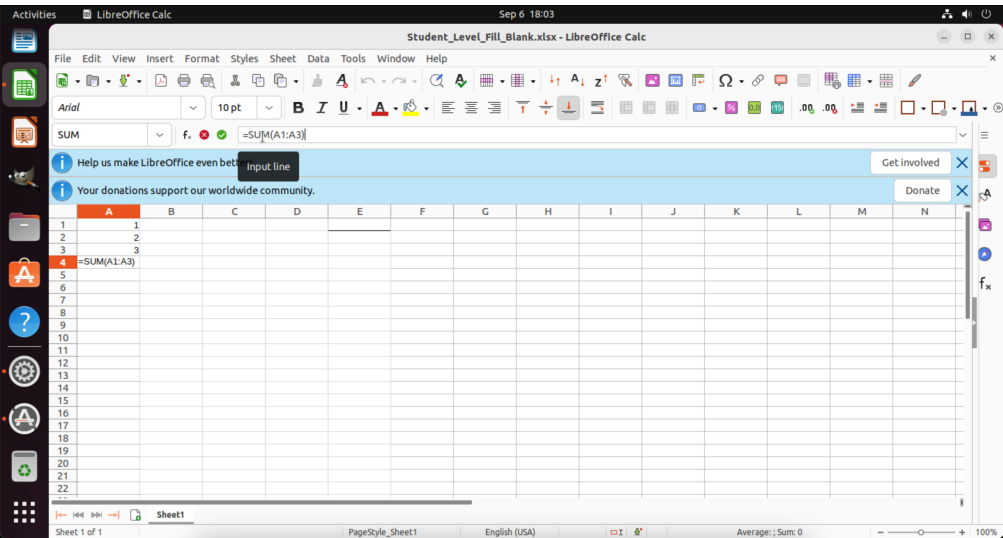 Activities LibreOffice Calc Sep 6 18:03
Student_Level_Fill_Blank.xlsx - LibreOffice Calc
File Edit View Insert Format Styles Sheet Data Tools Window Help
Arial 10 pt B I U A
SUM =SUM(A1:A3)
Help us make LibreOffice even better! Get involved
Input line
Your donations support our worldwide community. Donate
A B C D E F G H I J K L M N
1 1
2 2
3 3
4 =SUM(A1:A3)
5
6
7
8
9
10
11
12
13
14
15
16
17
18
19
20
21
22
Sheet1
Sheet 1 of 1 PageStyle_Sheet1 English (USA) Average: ; Sum: 0 100%